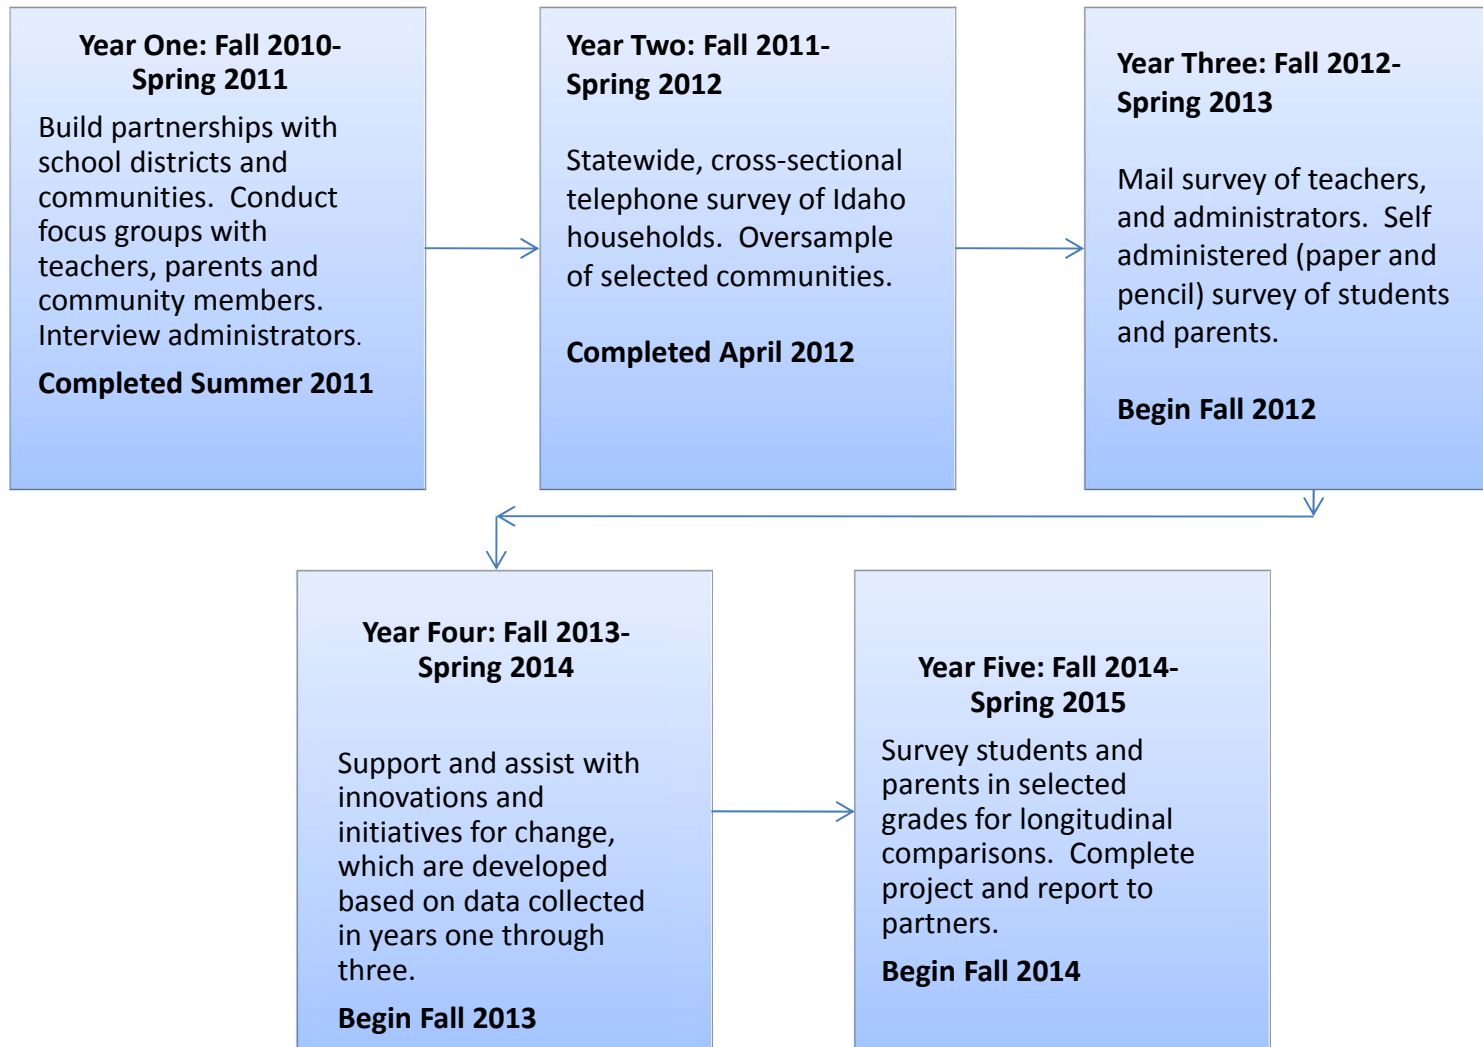 Year One: Fall 2010-
Spring 2011
Build partnerships with
school districts and
communities.  Conduct
focus groups with
teachers, parents and
community members.
Interview administrators.
Completed Summer 2011
Year Two: Fall 2011-
Spring 2012
Statewide, cross-sectional
telephone survey of Idaho
households.  Oversample
of selected communities.
Completed April 2012
Year Three: Fall 2012-
Spring 2013
Mail survey of teachers,
and administrators.  Self
administered (paper and
pencil) survey of students
and parents.
Begin Fall 2012
Year Four: Fall 2013-
Spring 2014
Support and assist with
innovations and
initiatives for change,
which are developed
based on data collected
in years one through
three.
Begin Fall 2013
Year Five: Fall 2014-
Spring 2015
Survey students and
parents in selected
grades for longitudinal
comparisons.  Complete
project and report to
partners.
Begin Fall 2014